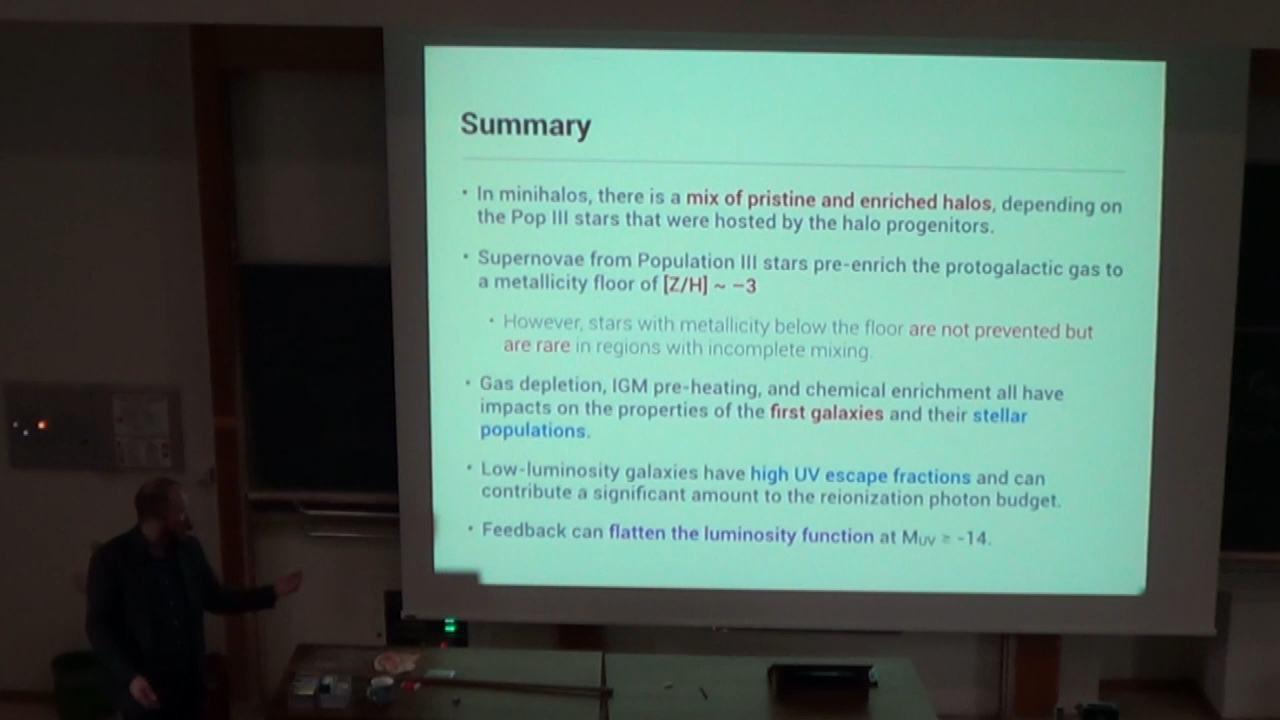 Summary
• In minihalos, there is a mix of pristine and enriched halos, depending on
the Pop III stars that were hosted by the halo progenitors.
• Supernovae from Population III stars pre-enrich the protogalactic gas to
a metallicity floor of [Z/H] ~ −3
• However, stars with metallicity below the floor are not prevented but
are rare in regions with incomplete mixing.
• Gas depletion, IGM pre-heating, and chemical enrichment all have
impacts on the properties of the first galaxies and their stellar
populations.
• Low-luminosity galaxies have high UV escape fractions and can
contribute a significant amount to the reionization photon budget.
• Feedback can flatten the luminosity function at MUV ≥ -14.